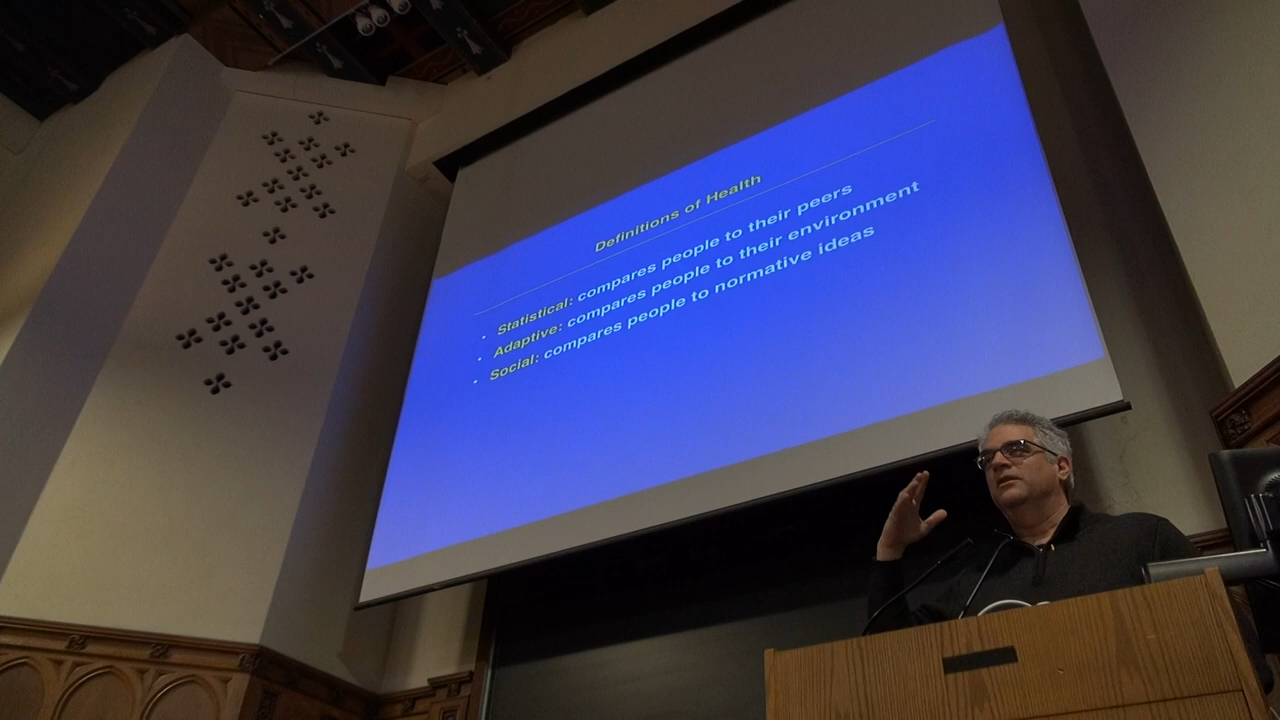 Definitions of Health
• Statistical: compares people to their peers
• Adaptive: compares people to their environment
• Social: compares people to normative ideas